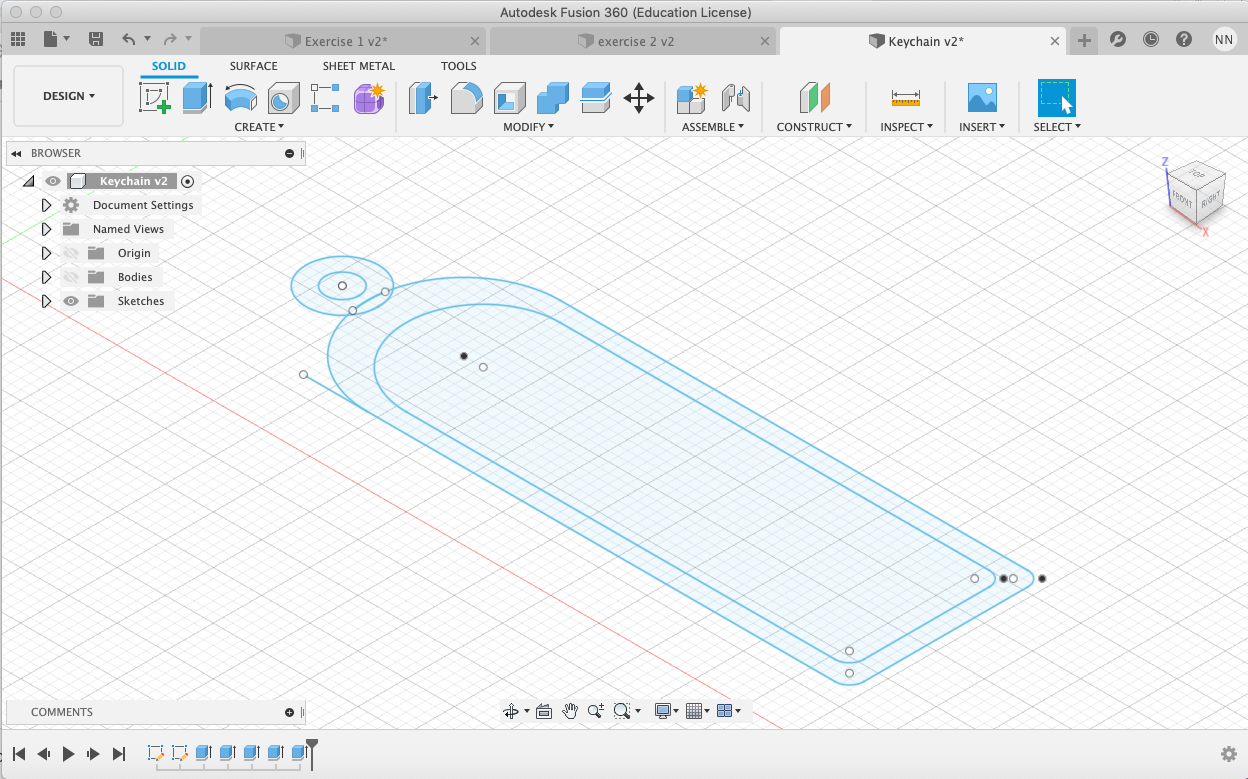 Autodesk Fusion 360 (Education License)
Exercise 1 v2*
exercise 2 v2
Keychain v2*
NN
SOLID SURFACE SHEET METAL TOOLS
DESIGN
CREATE MODIFY ASSEMBLE CONSTRUCT INSPECT INSERT SELECT
BROWSER
Keychain v2
Document Settings
Named Views
Origin
Bodies
Sketches
Z
TOP
FRONT
RIGHT
X
COMMENTS